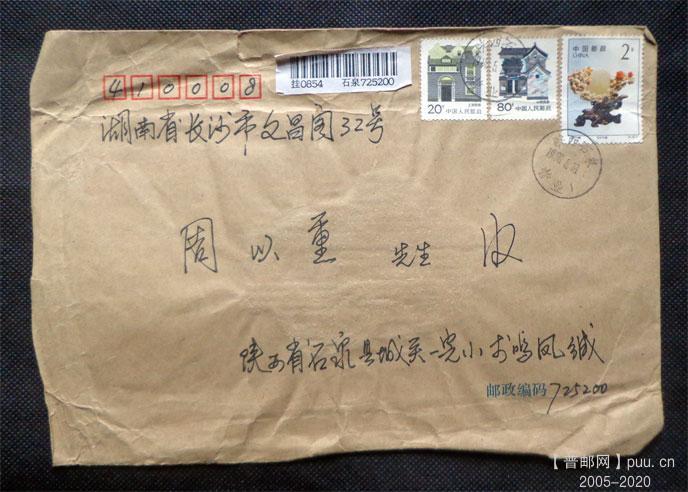 410008
挂0854 石泉725200
20分 中国人民邮政
80分 中国人民邮政
中国邮政 2元
CHINA
湖南省长沙市文昌阁32号
周以重 先生 收
陕西省石泉县城关一完小 鸣凤城
邮政编码 725200
【普邮网】puu.cn
2005-2020